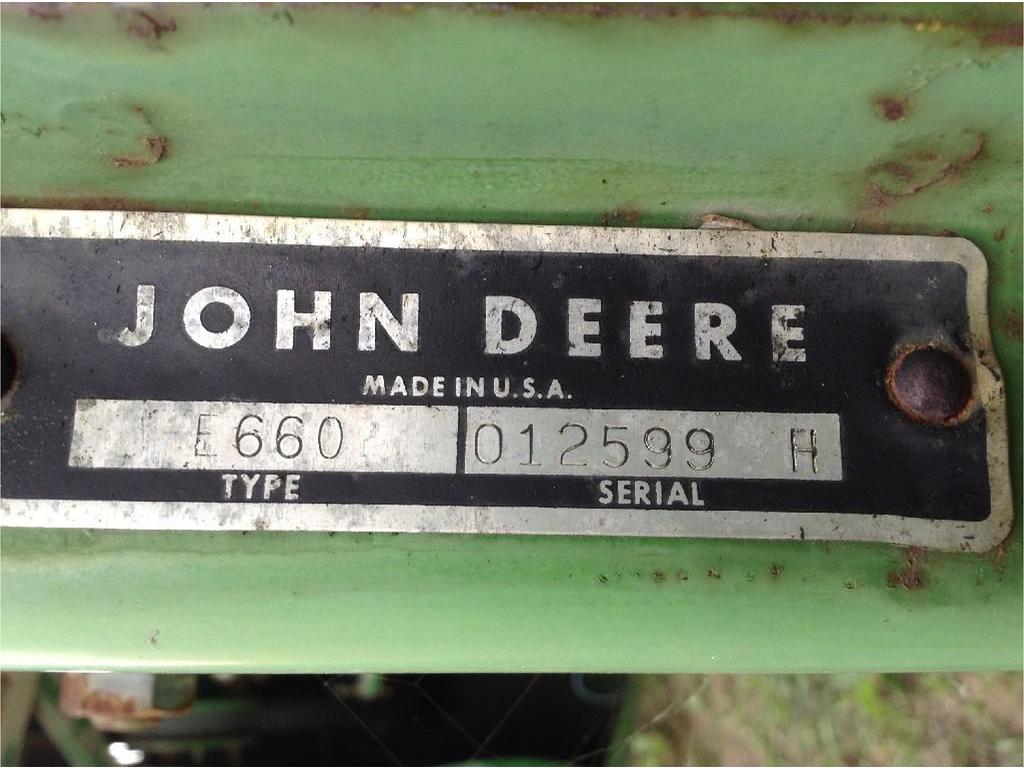 JOHN DEERE
MADE IN U.S.A.
E660 012599 H
TYPE SERIAL